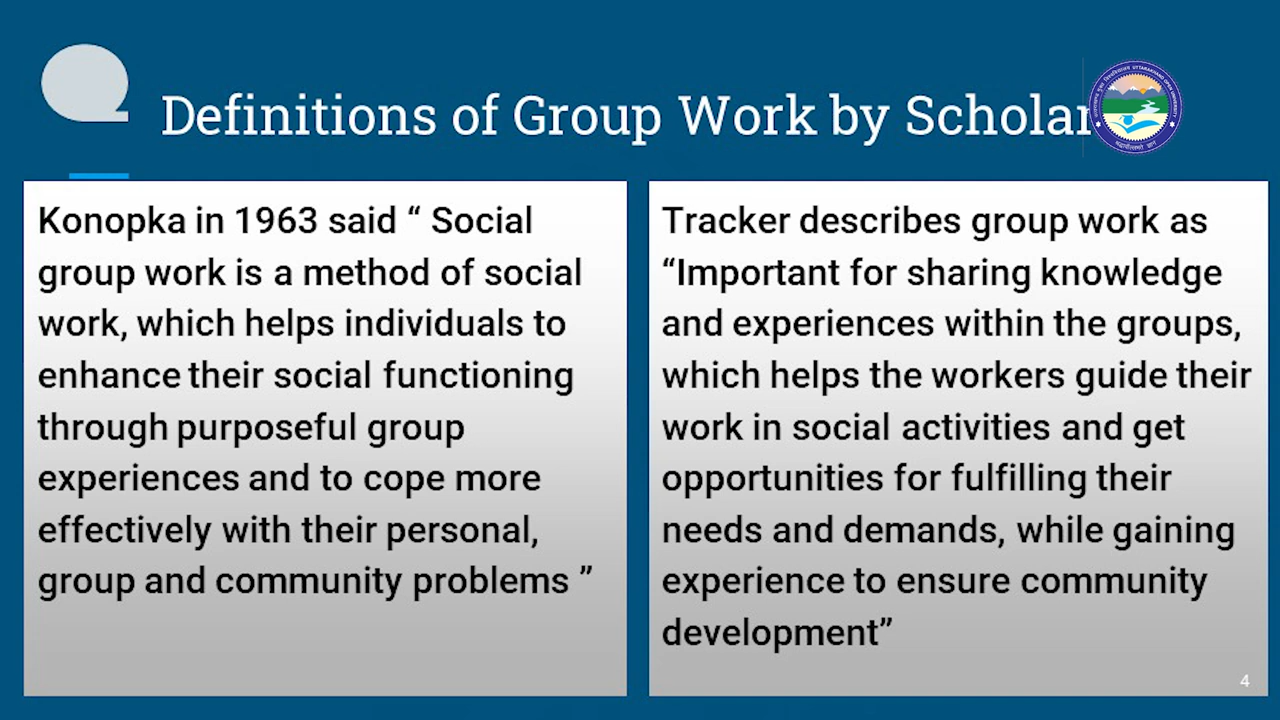 Definitions of Group Work by Scholar
UTTARAKHAND OPEN UNIVERSITY
Konopka in 1963 said “ Social
group work is a method of social
work, which helps individuals to
enhance their social functioning
through purposeful group
experiences and to cope more
effectively with their personal,
group and community problems ”
Tracker describes group work as
“Important for sharing knowledge
and experiences within the groups,
which helps the workers guide their
work in social activities and get
opportunities for fulfilling their
needs and demands, while gaining
experience to ensure community
development”
4